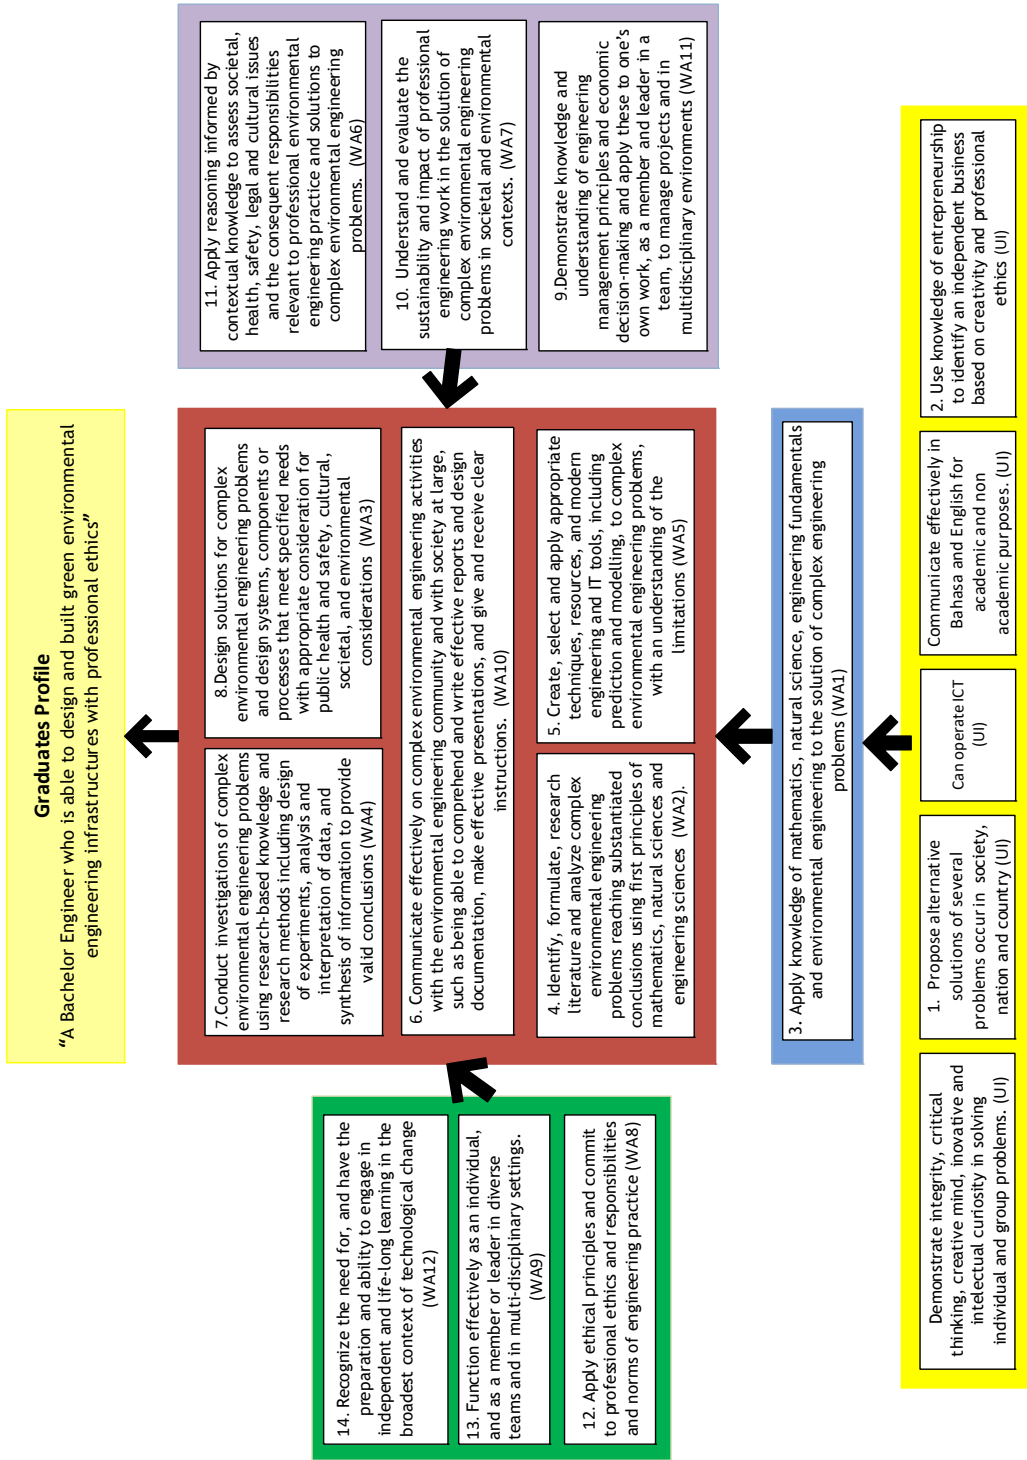 Graduates Profile
"A Bachelor Engineer who is able to design and built green environmental
engineering infrastructures with professional ethics"
14. Recognize the need for, and have the
preparation and ability to engage in
independent and life-long learning in the
broadest context of technological change
(WA12)
13. Function effectively as an individual,
and as a member or leader in diverse
teams and in multi-disciplinary settings.
(WA9)
12. Apply ethical principles and commit
to professional ethics and responsibilities
and norms of engineering practice (WA8)
7.Conduct investigations of complex
environmental engineering problems
using research-based knowledge and
research methods including design
of experiments, analysis and
interpretation of data, and
synthesis of information to provide
valid conclusions (WA4)
8.Design solutions for complex
environmental engineering problems
and design systems, components or
processes that meet specified needs
with appropriate consideration for
public health and safety, cultural,
societal, and environmental
considerations (WA3)
6. Communicate effectively on complex environmental engineering activities
with the environmental engineering community and with society at large,
such as being able to comprehend and write effective reports and design
documentation, make effective presentations, and give and receive clear
instructions. (WA10)
4. Identify, formulate, research
literature and analyze complex
environmental engineering
problems reaching substantiated
conclusions using first principles of
mathematics, natural sciences and
engineering sciences (WA2).
5. Create, select and apply appropriate
techniques, resources, and modern
engineering and IT tools, including
prediction and modelling, to complex
environmental engineering problems,
with an understanding of the
limitations (WA5)
11. Apply reasoning informed by
contextual knowledge to assess societal,
health, safety, legal and cultural issues
and the consequent responsibilities
relevant to professional environmental
engineering practice and solutions to
complex environmental engineering
problems. (WA6)
10. Understand and evaluate the
sustainability and impact of professional
engineering work in the solution of
complex environmental engineering
problems in societal and environmental
contexts. (WA7)
9.Demonstrate knowledge and
understanding of engineering
management principles and economic
decision-making and apply these to one's
own work, as a member and leader in a
team, to manage projects and in
multidisciplinary environments (WA11)
3. Apply knowledge of mathematics, natural science, engineering fundamentals
and environmental engineering to the solution of complex engineering
problems (WA1)
Demonstrate integrity, critical
thinking, creative mind, inovative and
intelectual curiosity in solving
individual and group problems. (UI)
1. Propose alternative
solutions of several
problems occur in society,
nation and country (UI)
Can operate ICT
(UI)
Communicate effectively in
Bahasa and English for
academic and non
academic purposes. (UI)
2. Use knowledge of entrepreneurship
to identify an independent business
based on creativity and professional
ethics (UI)